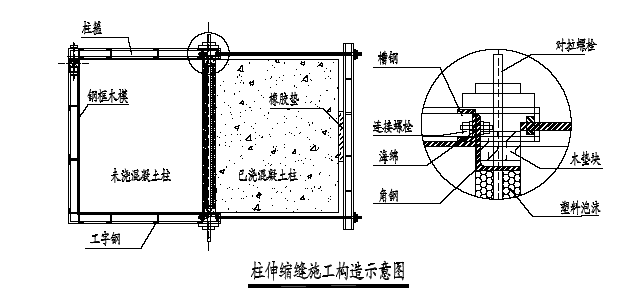 柱箍
钢框木模
未浇混凝土柱
工字钢
橡胶垫
已浇混凝土柱
对拉螺栓
槽钢
连接螺栓
海绵
角钢
木垫块
塑料泡沫
柱伸缩缝施工构造示意图